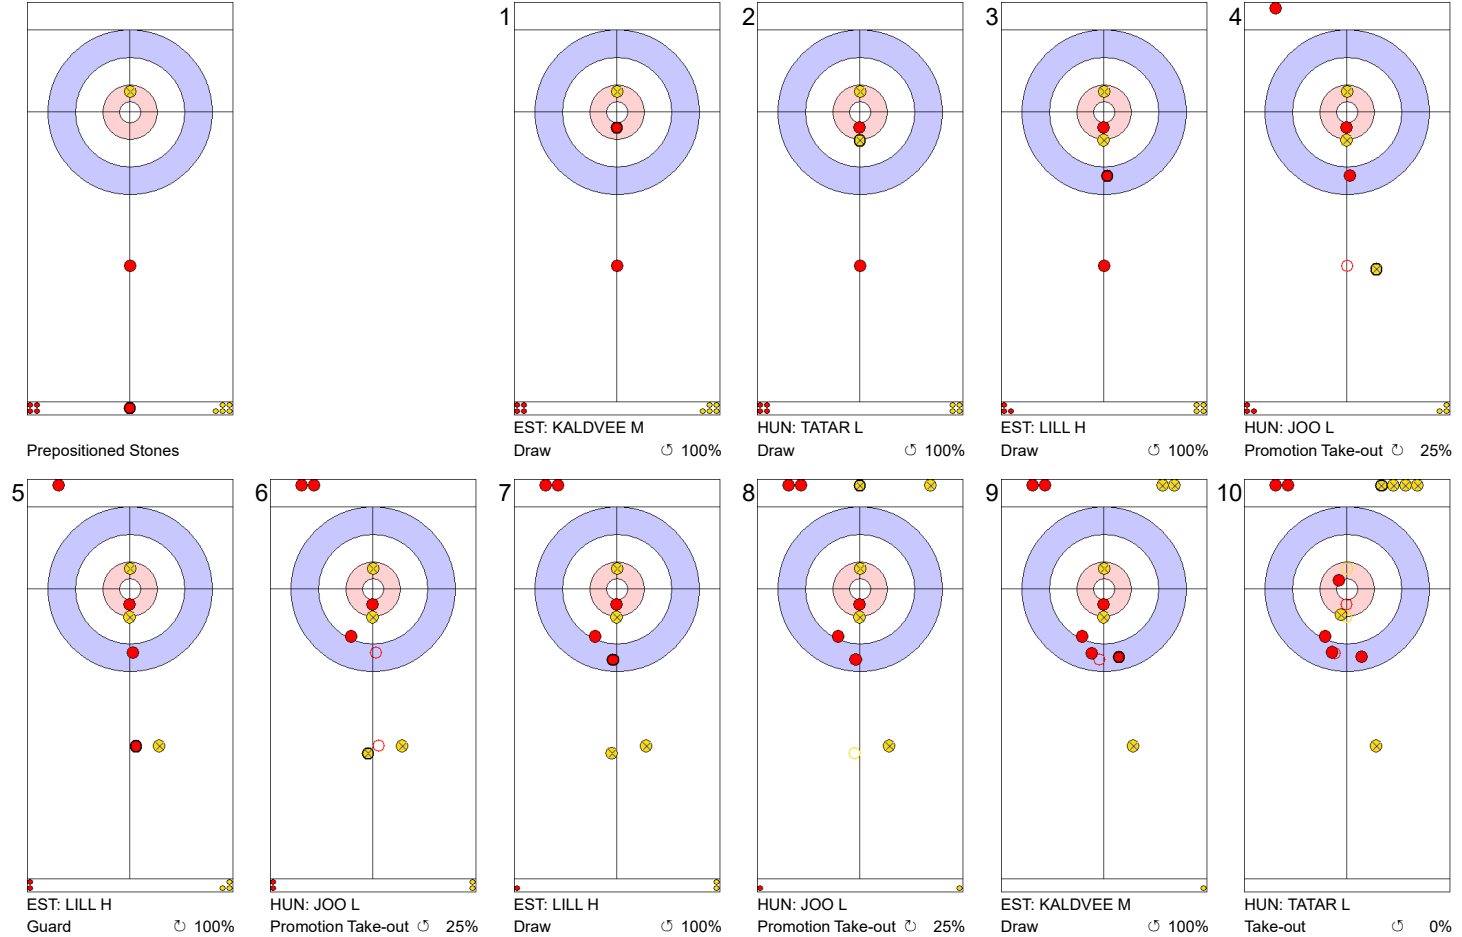 1
2
3
4
Prepositioned Stones
EST: KALDVEE M
Draw ↺ 100%
HUN: TATAR L
Draw ↺ 100%
EST: LILL H
Draw ↺ 100%
HUN: JOO L
Promotion Take-out ↻ 25%
5
6
7
8
9
10
EST: LILL H
Guard ↻ 100%
HUN: JOO L
Promotion Take-out ↺ 25%
EST: LILL H
Draw ↺ 100%
HUN: JOO L
Promotion Take-out ↻ 25%
EST: KALDVEE M
Draw ↺ 100%
HUN: TATAR L
Take-out ↺ 0%